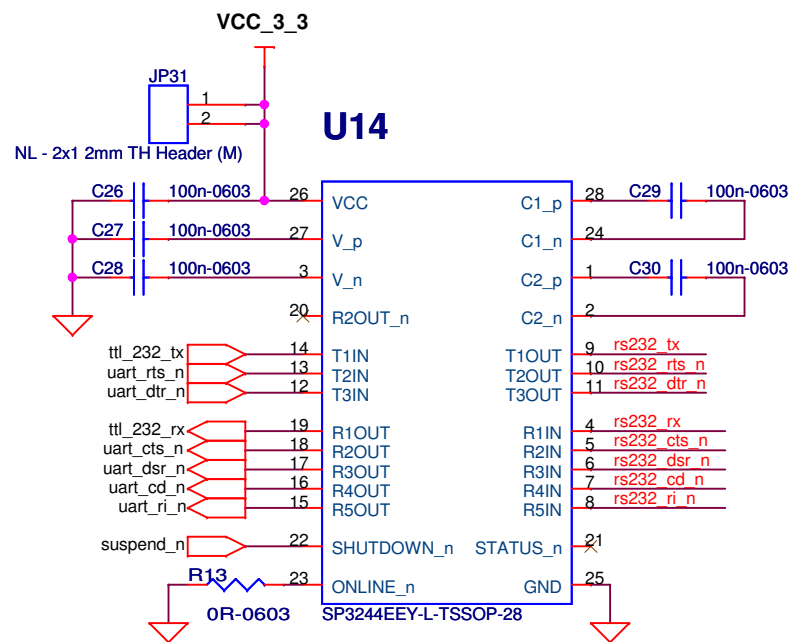 VCC_3_3
JP31
1
2
NL - 2x1 2mm TH Header (M)
U14
C26 100n-0603 26 VCC C1_p 28 C29 100n-0603
C27 100n-0603 27 V_p C1_n 24
C28 100n-0603 3 V_n C2_p 1 C30 100n-0603
20 R2OUT_n C2_n 2
ttl_232_tx 14 T1IN T1OUT 9 rs232_tx
uart_rts_n 13 T2IN T2OUT 10 rs232_rts_n
uart_dtr_n 12 T3IN T3OUT 11 rs232_dtr_n
ttl_232_rx 19 R1OUT R1IN 4 rs232_rx
uart_cts_n 18 R2OUT R2IN 5 rs232_cts_n
uart_dsr_n 17 R3OUT R3IN 6 rs232_dsr_n
uart_cd_n 16 R4OUT R4IN 7 rs232_cd_n
uart_ri_n 15 R5OUT R5IN 8 rs232_ri_n
suspend_n 22 SHUTDOWN_n STATUS_n 21
R13 23 ONLINE_n GND 25
0R-0603
SP3244EEY-L-TSSOP-28